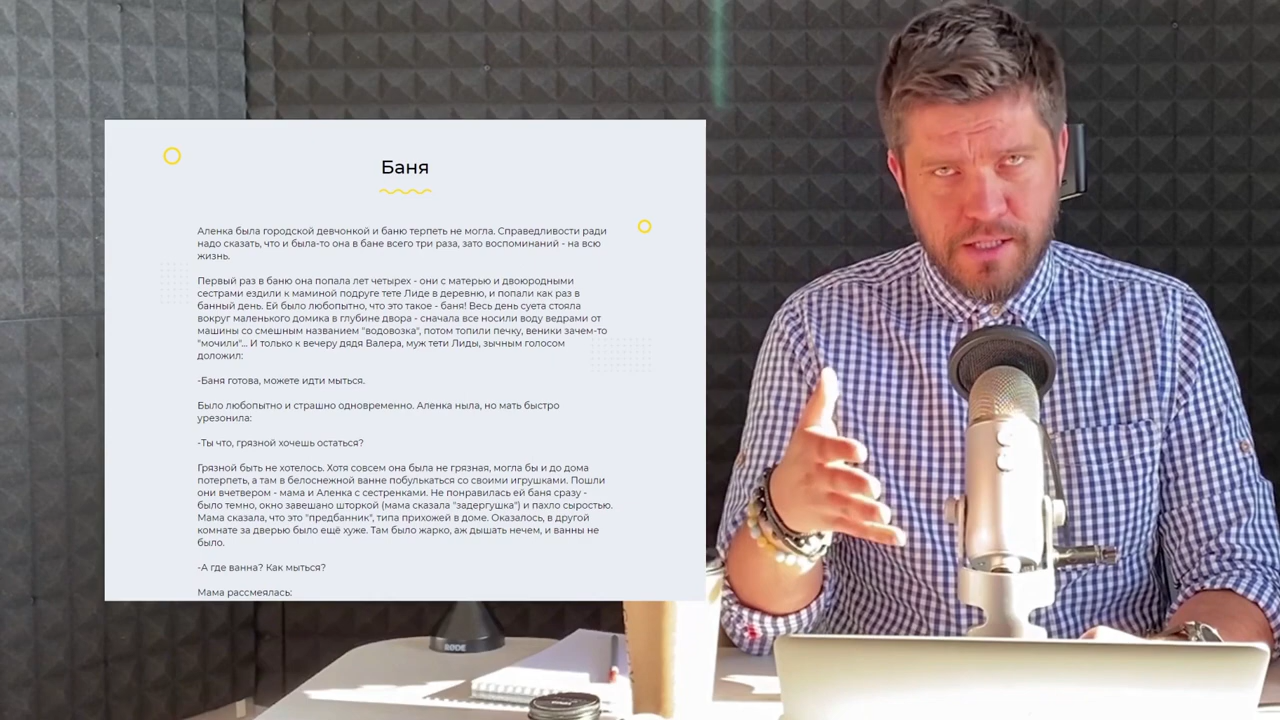 Баня
Аленка была городской девчонкой и баню терпеть не могла. Справедливости ради
надо сказать, что и была-то она в бане всего три раза, зато воспоминаний - на всю
жизнь.
Первый раз в баню она попала лет четырех - они с матерью и двоюродными
сестрами ездили к маминой подруге тете Лиде в деревню, и попали как раз в
банный день. Ей было любопытно, что это такое - баня! Весь день суета стояла
вокруг маленького домика в глубине двора - сначала все носили воду ведрами от
машины со смешным названием "водовозка", потом топили печку, веники зачем-то
"мочили"... И только к вечеру дядя Валера, муж тети Лиды, зычным голосом
доложил:
-Баня готова, можете идти мыться.
Было любопытно и страшно одновременно. Аленка ныла, но мать быстро
урезонила:
-Ты что, грязной хочешь остаться?
Грязной быть не хотелось. Хотя совсем она была не грязная, могла бы и до дома
потерпеть, а там в белоснежной ванне побулькаться со своими игрушками. Пошли
они вчетвером - мама и Аленка с сестренками. Не понравилась ей баня сразу -
было темно, окно завешано шторкой (мама сказала "задергушка") и пахло сыростью.
Мама сказала, что это "предбанник", типа прихожей в доме. Оказалось, в другой
комнате за дверью было ещё хуже. Там было жарко, аж дышать нечем, и ванны не
было.
-А где ванна? Как мыться?
Мама рассмеялась:
RØDE